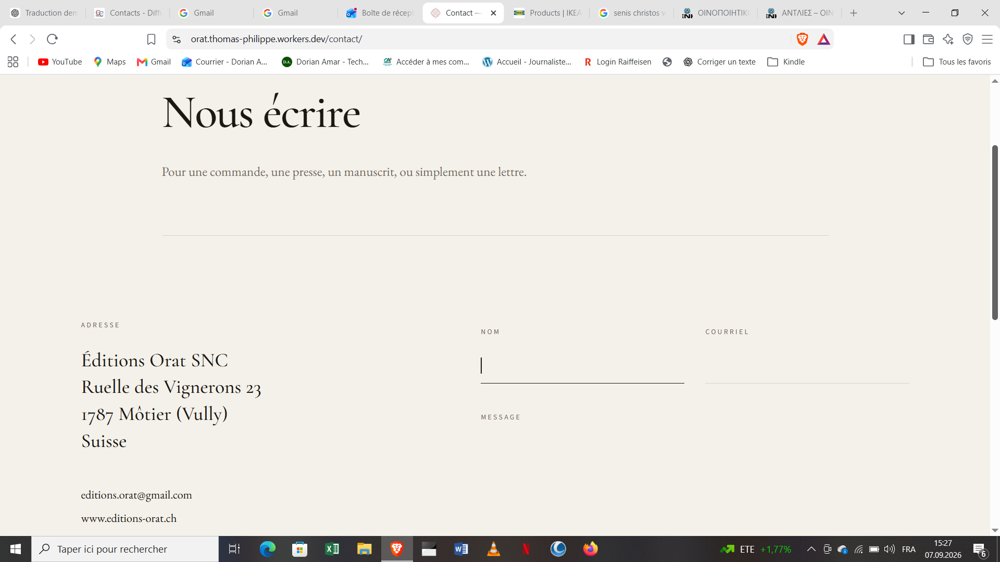 Traduction dem
Contacts - Diffu
Gmail
Gmail
Boîte de récept
Contact —
Products | IKEA
senis christos v
ΟΙΝΟΠΟΙΗΤΙΚΟ
ΑΝΤΛΙΕΣ – ΟΙΝ
orat.thomas-philippe.workers.dev/contact/
YouTube
Maps
Gmail
Courrier - Dorian A...
Dorian Amar - Tech...
Accéder à mes com...
Accueil - Journaliste...
Login Raiffeisen
Corriger un texte
Kindle
Tous les favoris
Nous écrire
Pour une commande, une presse, un manuscrit, ou simplement une lettre.
ADRESSE
Éditions Orat SNC
Ruelle des Vignerons 23
1787 Môtier (Vully)
Suisse
editions.orat@gmail.com
www.editions-orat.ch
NOM
COURRIEL
MESSAGE
Taper ici pour rechercher
ETE +1,77%
FRA
15:27
07.09.2026
6